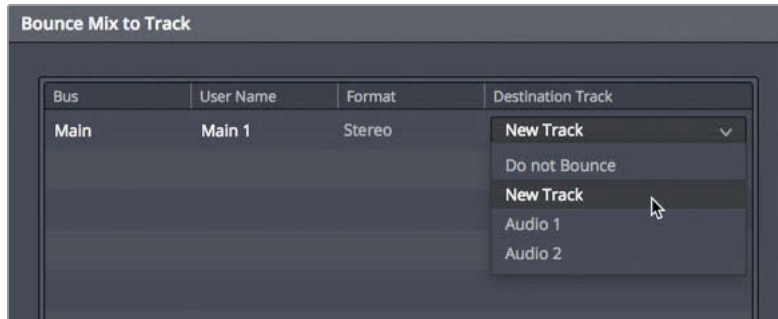 Bounce Mix to Track
Bus User Name Format Destination Track
Main Main 1 Stereo New Track
Do not Bounce
New Track
Audio 1
Audio 2